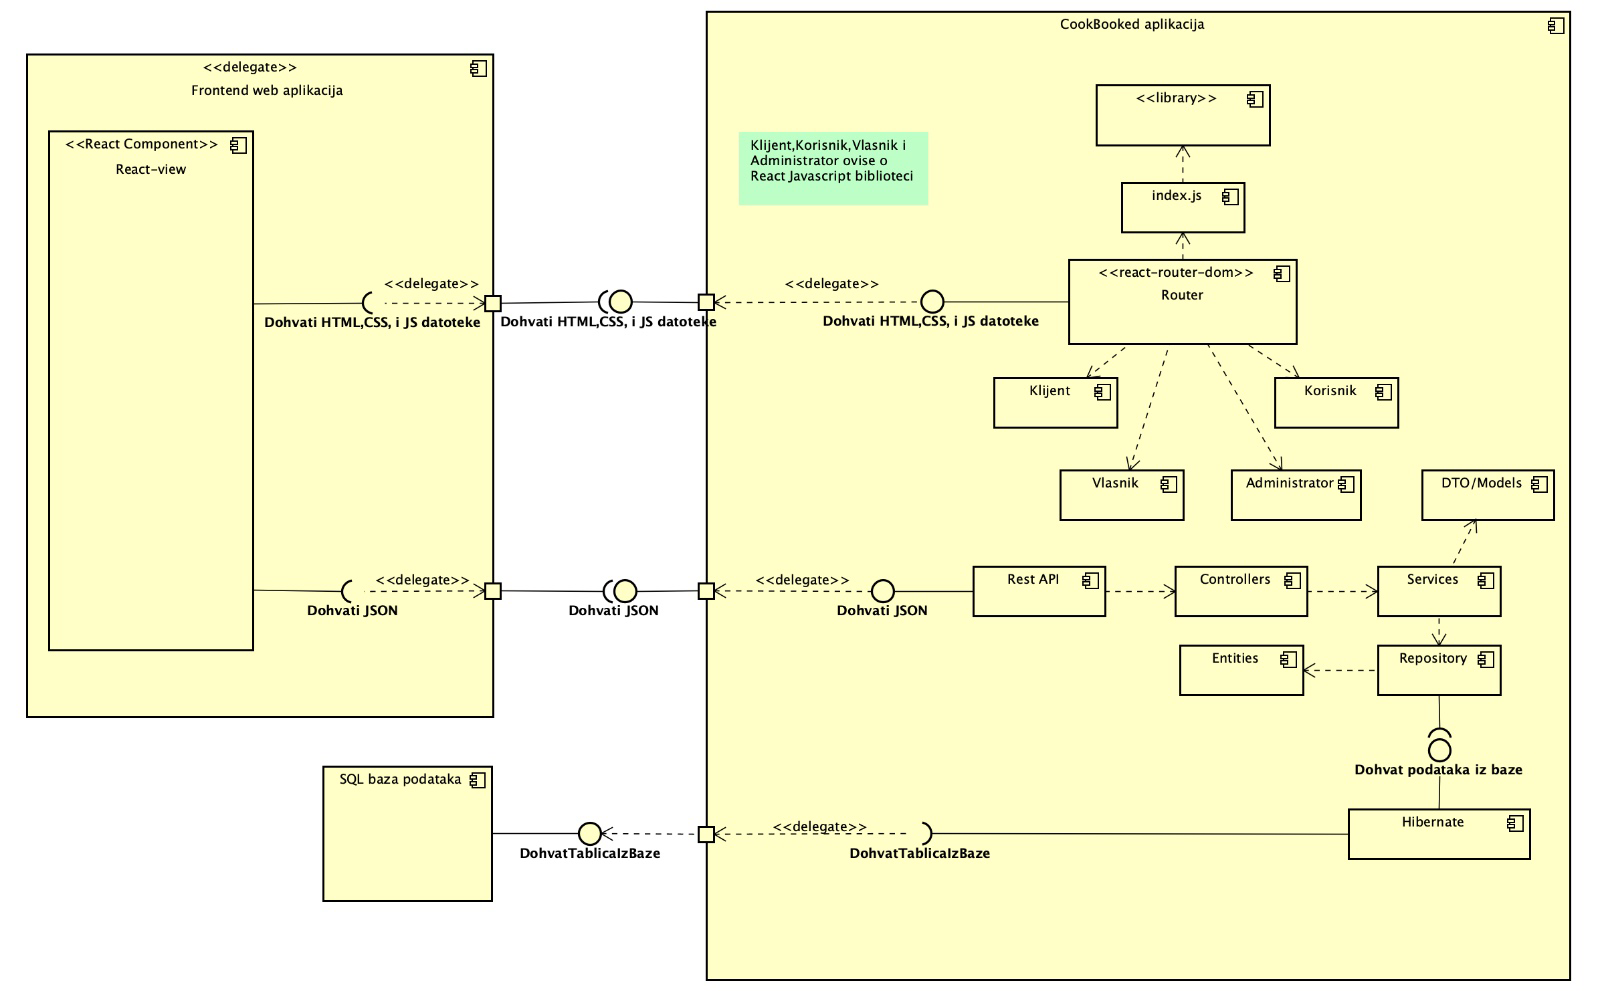 CookBooked aplikacija
<<delegate>>
Frontend web aplikacija
<<React Component>>
React-view
<<library>>
Klijent,Korisnik,Vlasnik i
Administrator ovise o
React Javascript biblioteci
index.js
<<react-router-dom>>
Router
<<delegate>>
Dohvati HTML,CSS, i JS datoteke
Dohvati HTML,CSS, i JS datoteke
<<delegate>>
Dohvati HTML,CSS, i JS datoteke
Klijent
Korisnik
Vlasnik
Administrator
DTO/Models
<<delegate>>
Dohvati JSON
Dohvati JSON
<<delegate>>
Dohvati JSON
Rest API
Controllers
Services
Entities
Repository
Dohvat podataka iz baze
SQL baza podataka
DohvatTablicaIzBaze
<<delegate>>
DohvatTablicaIzBaze
Hibernate